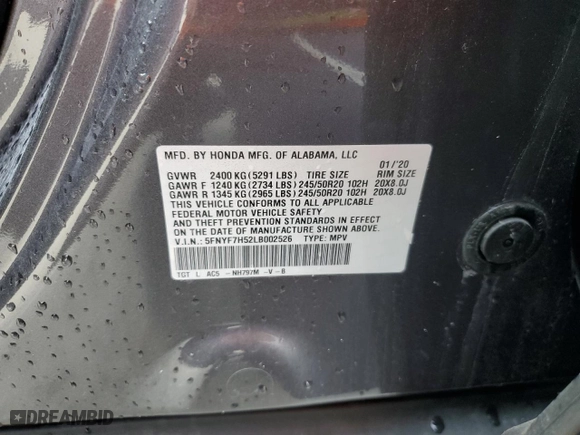 MFD. BY HONDA MFG. OF ALABAMA, LLC 01/'20
GVWR 2400 KG (5291 LBS) TIRE SIZE RIM SIZE
GAWR F 1240 KG (2734 LBS) 245/50R20 102H 20X8.0J
GAWR R 1345 KG (2965 LBS) 245/50R20 102H 20X8.0J
THIS VEHICLE CONFORMS TO ALL APPLICABLE
FEDERAL MOTOR VEHICLE SAFETY
AND THEFT PREVENTION STANDARDS IN EFFECT
ON THE DATE OF MANUFACTURE SHOWN ABOVE.
V.I.N.: 5FNYF7H52LB002526 TYPE: MPV
TGT L AC5 -NH797M -V -B
DREAMBID